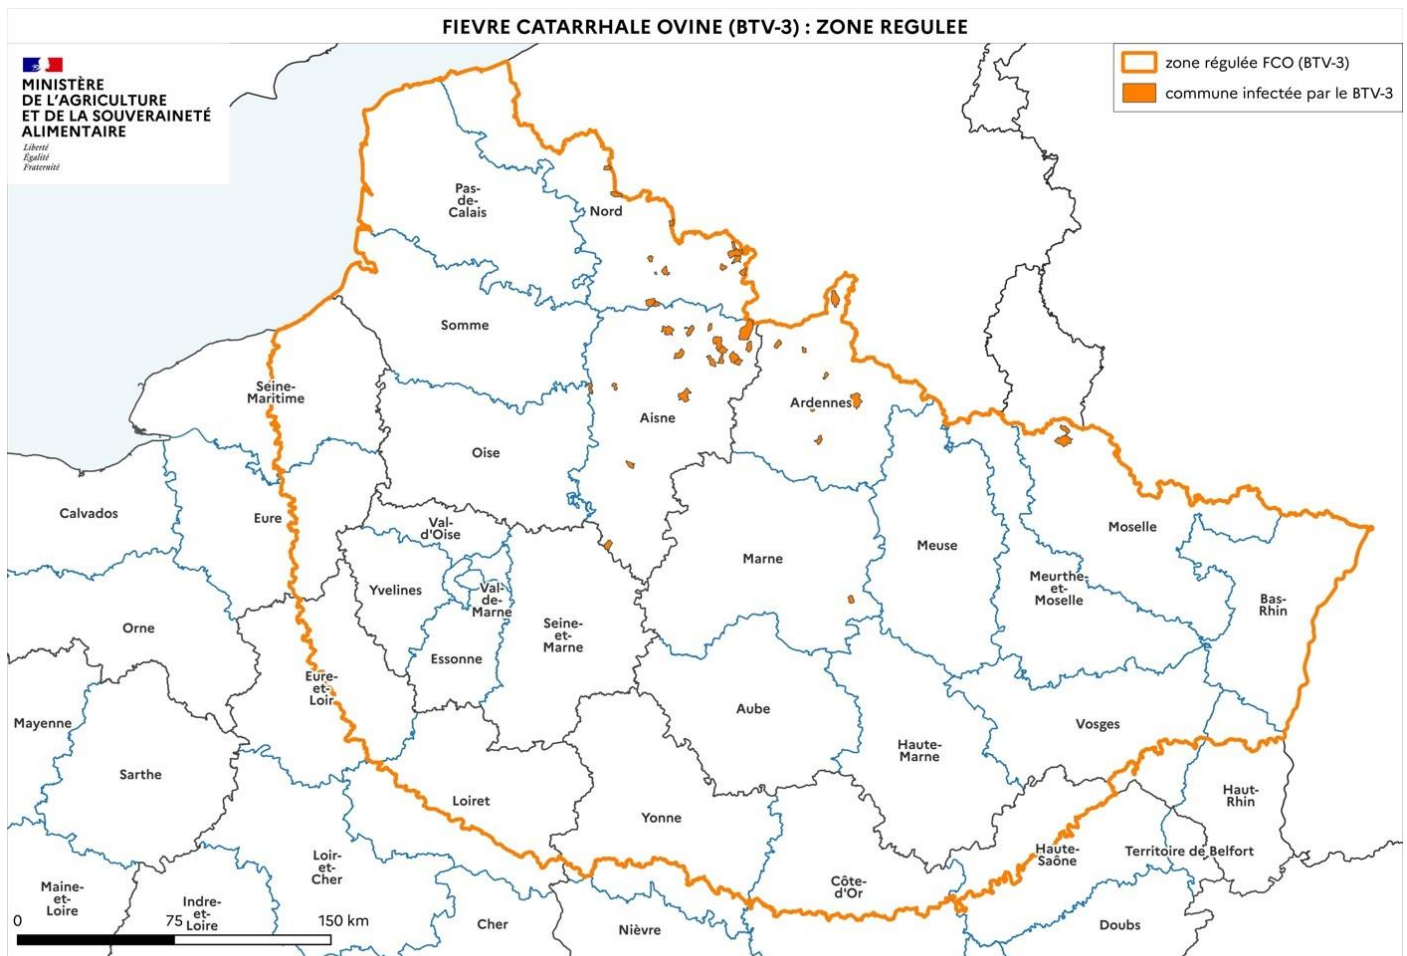 FIEVRE CATARRHALE OVINE (BTV-3) : ZONE REGULEE
MINISTÈRE
DE L'AGRICULTURE
ET DE LA SOUVERAINETÉ
ALIMENTAIRE
Liberté
Égalité
Fraternité
zone régulée FCO (BTV-3)
commune infectée par le BTV-3
Pas-
de-
Calais
Nord
Somme
Seine-
Maritime
Aisne
Ardennes
Oise
Calvados
Eure
Val-
d'Oise
Moselle
Marne
Meuse
Yvelines
Val-
de-
Marne
Meurthe-
et-
Moselle
Bas-
Rhin
Orne
Seine-
et-
Marne
Essonne
Eure-
et-
Loir
Aube
Mayenne
Vosges
Haute-
Marne
Sarthe
Loiret
Haut-
Rhin
Yonne
Loir-
et-
Cher
Haute-
Saône
Territoire de Belfort
Côte-
d'Or
Maine-
et-
Loire
Indre-
et-
Loire
Cher
Nièvre
Doubs
0 75 150 km